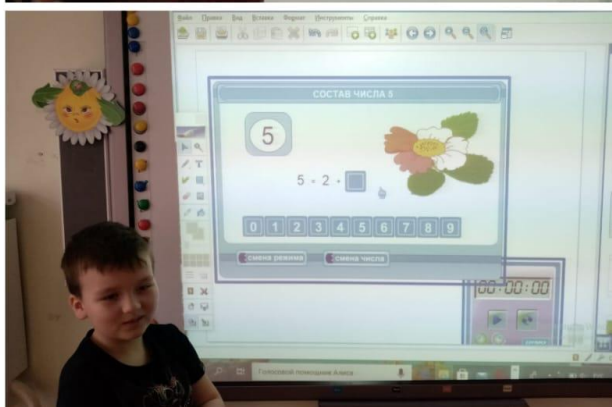 Файл Правка Вид Вставка Формат Инструменты Справка
СОСТАВ ЧИСЛА 5
5
5 - 2 -
0 1 2 3 4 5 6 7 8 9
смена режима смена числа
00:00:00
Голосовой помощник Алиса